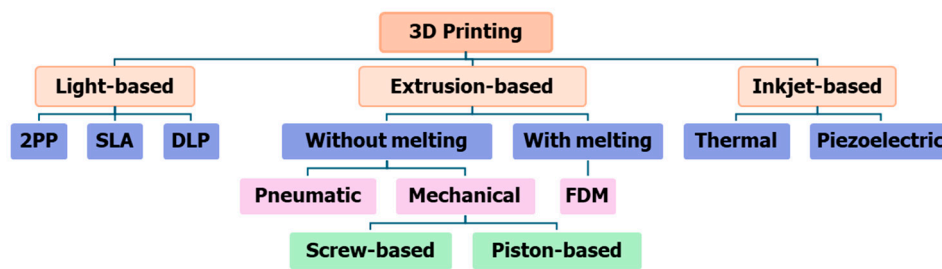 3D Printing
Light-based Extrusion-based Inkjet-based
2PP SLA DLP Without melting With melting Thermal Piezoelectric
Pneumatic Mechanical FDM
Screw-based Piston-based